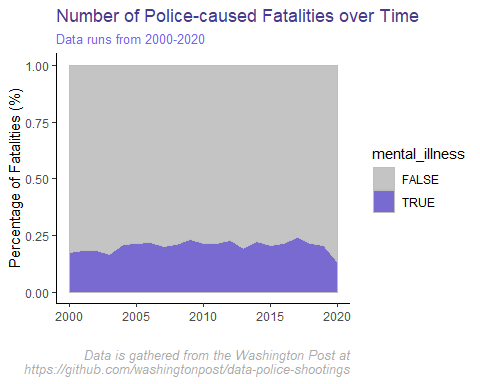 Number of Police-caused Fatalities over Time
Data runs from 2000-2020
Percentage of Fatalities (%)
1.00
0.75
0.50
0.25
0.00
2000
2005
2010
2015
2020
mental_illness
FALSE
TRUE
Data is gathered from the Washington Post at
https://github.com/washingtonpost/data-police-shootings